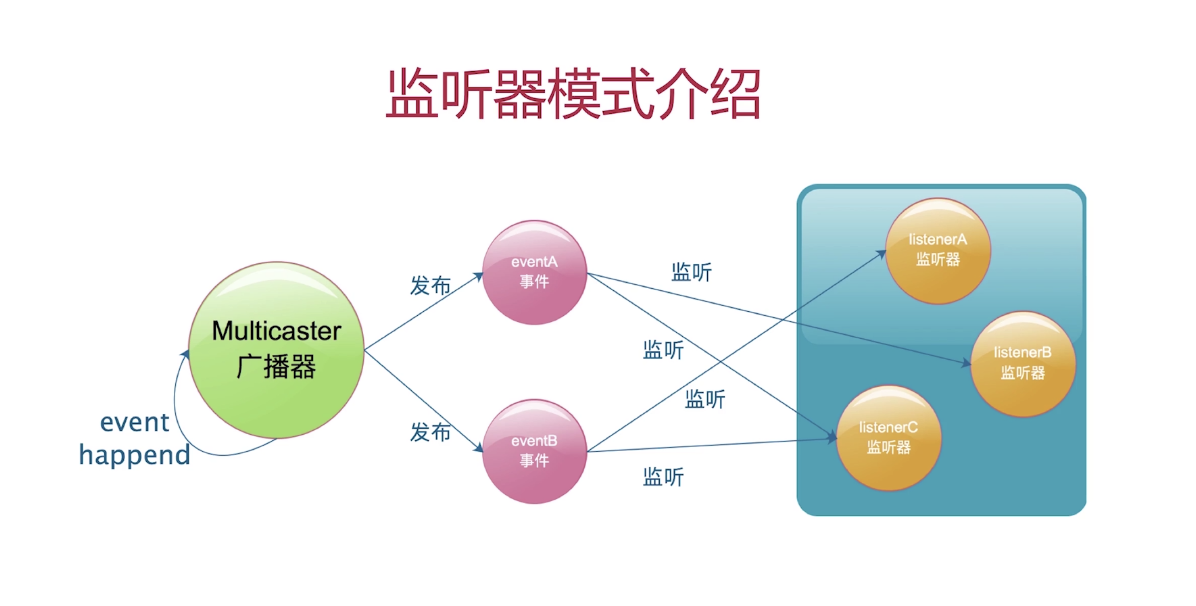 监听器模式介绍
Multicaster
广播器
event
happend
发布
发布
eventA
事件
eventB
事件
监听
监听
监听
监听
listenerA
监听器
listenerB
监听器
listenerC
监听器